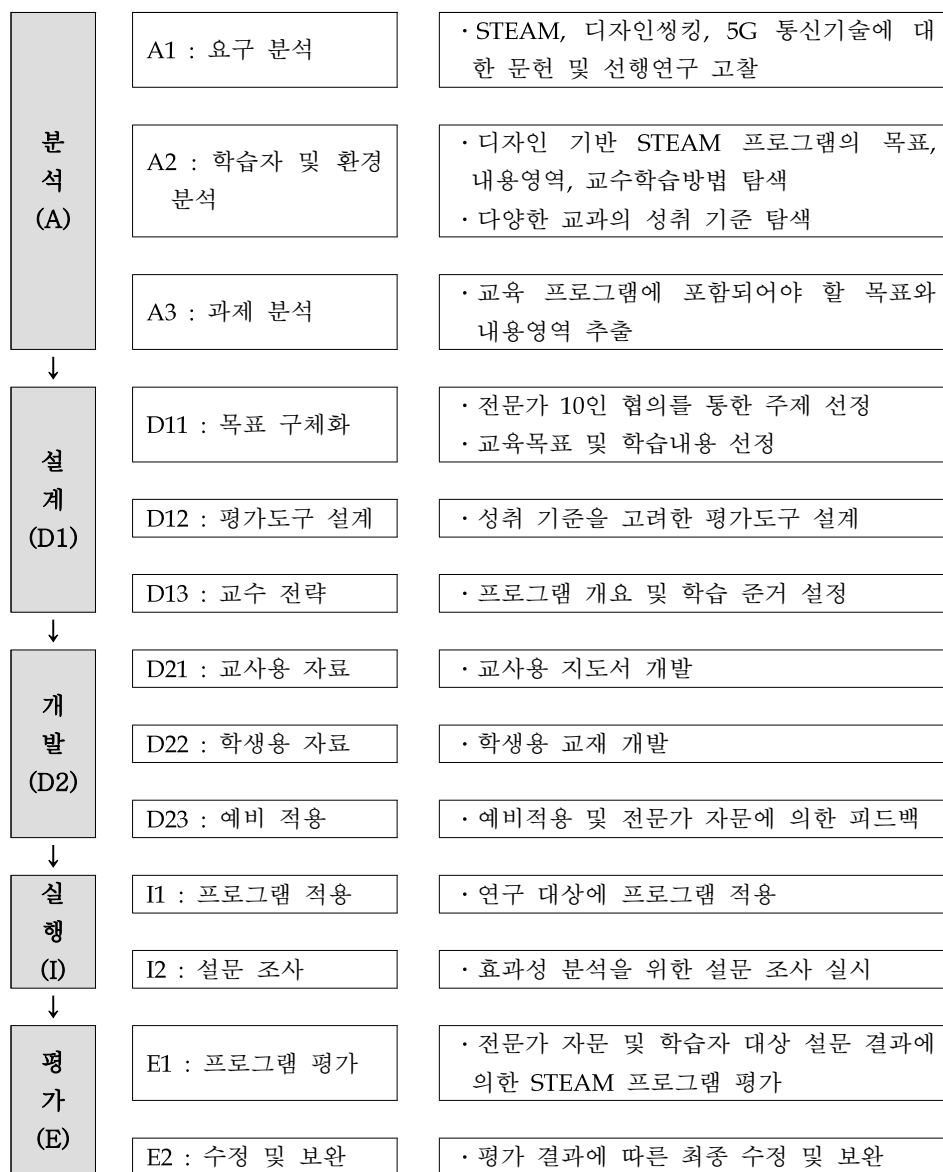 분
석
(A)
A1 : 요구 분석
· STEAM, 디자인씽킹, 5G 통신기술에 대
한 문헌 및 선행연구 고찰
A2 : 학습자 및 환경
분석
· 디자인 기반 STEAM 프로그램의 목표,
내용영역, 교수학습방법 탐색
· 다양한 교과의 성취 기준 탐색
A3 : 과제 분석
· 교육 프로그램에 포함되어야 할 목표와
내용영역 추출
↓
설
계
(D1)
D11 : 목표 구체화
· 전문가 10인 협의를 통한 주제 선정
· 교육목표 및 학습내용 선정
D12 : 평가도구 설계
· 성취 기준을 고려한 평가도구 설계
D13 : 교수 전략
· 프로그램 개요 및 학습 준거 설정
↓
개
발
(D2)
D21 : 교사용 자료
· 교사용 지도서 개발
D22 : 학생용 자료
· 학생용 교재 개발
D23 : 예비 적용
· 예비적용 및 전문가 자문에 의한 피드백
↓
실
행
(I)
I1 : 프로그램 적용
· 연구 대상에 프로그램 적용
I2 : 설문 조사
· 효과성 분석을 위한 설문 조사 실시
↓
평
가
(E)
E1 : 프로그램 평가
· 전문가 자문 및 학습자 대상 설문 결과에
의한 STEAM 프로그램 평가
E2 : 수정 및 보완
· 평가 결과에 따른 최종 수정 및 보완